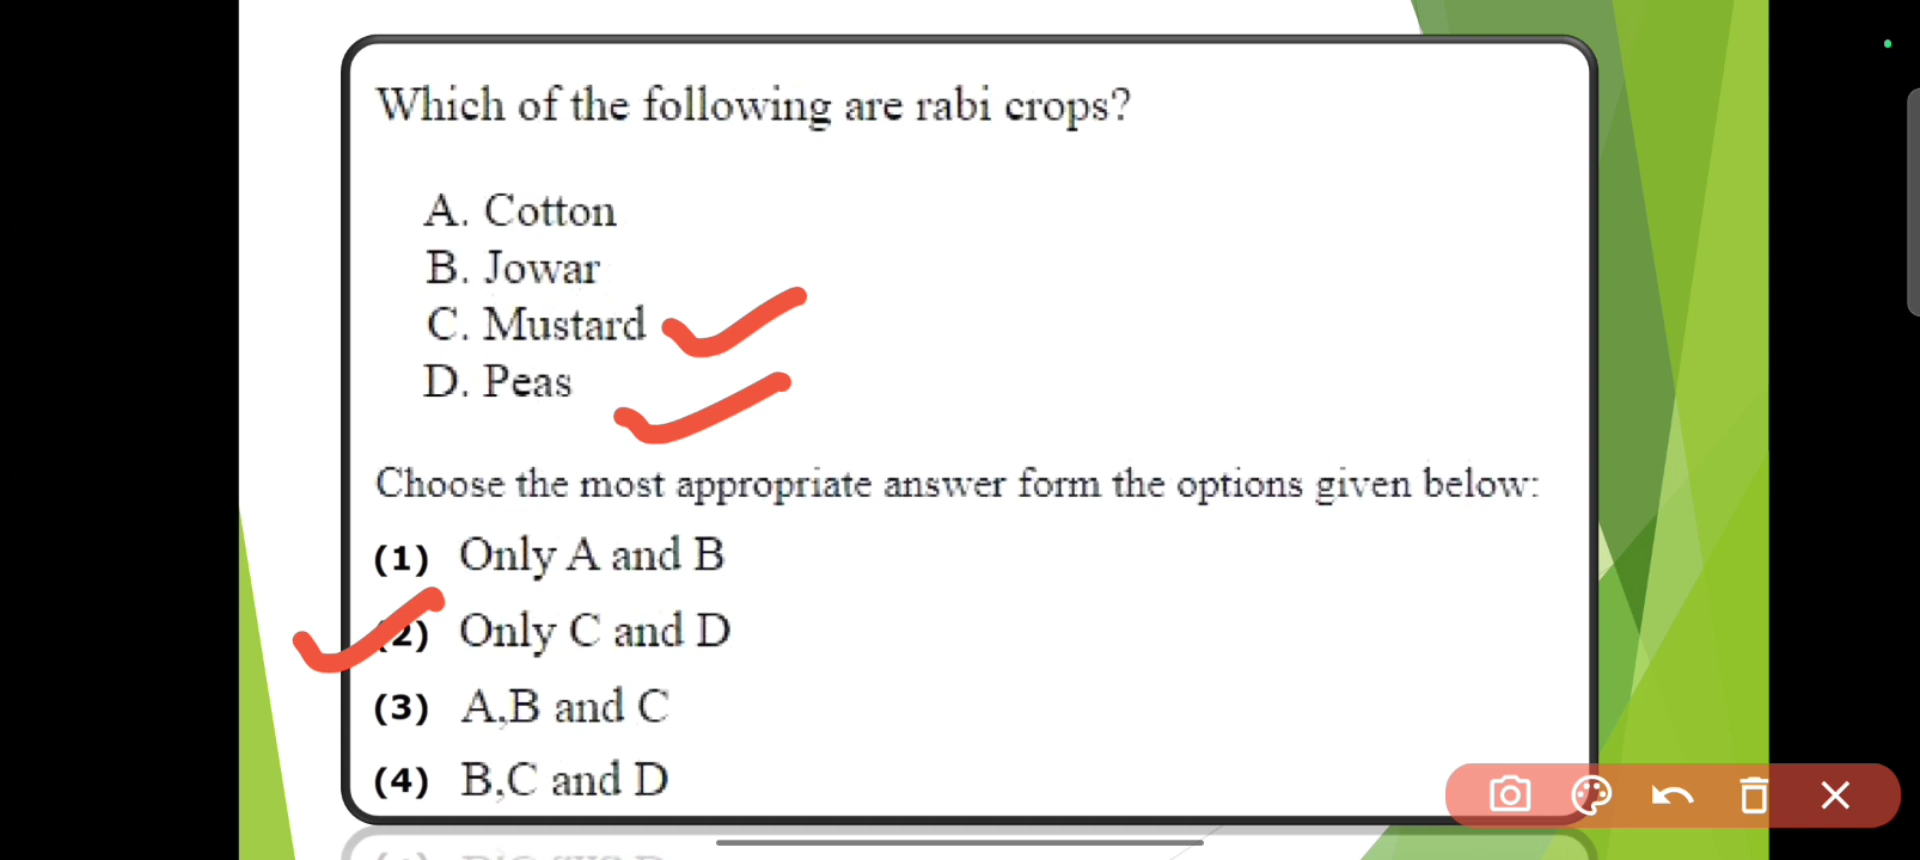 Which of the following are rabi crops?
A. Cotton
B. Jowar
C. Mustard
D. Peas
Choose the most appropriate answer form the options given below:
(1) Only A and B
(2) Only C and D
(3) A,B and C
(4) B,C and D